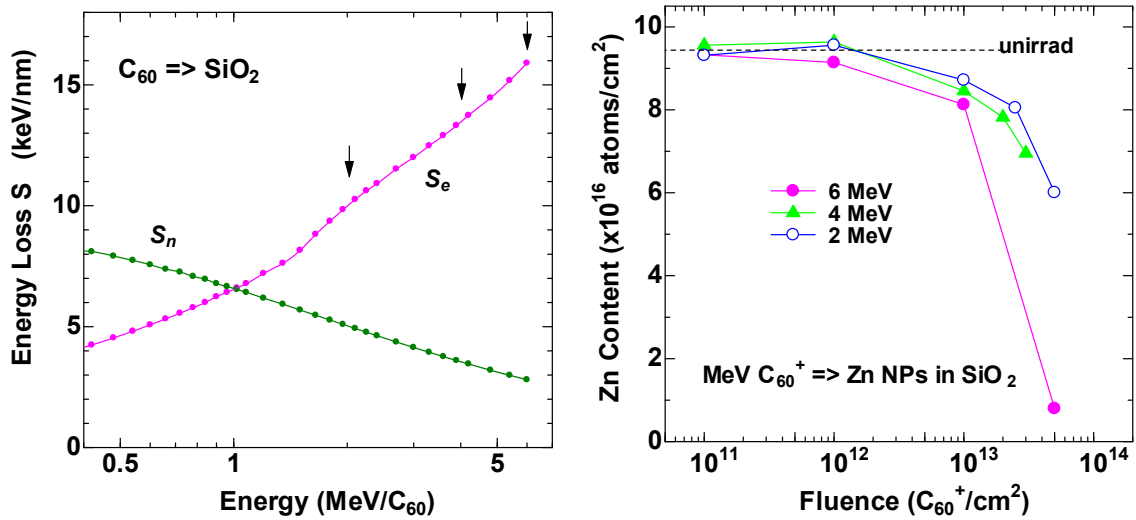 C60 => SiO2
Se
Sn
Energy Loss S (keV/nm)
15
10
5
0
0.5
1
5
Energy (MeV/C60)
unirrad
6 MeV
4 MeV
2 MeV
MeV C60+ => Zn NPs in SiO2
Zn Content (x10^16 atoms/cm^2)
10
8
6
4
2
0
10^11
10^12
10^13
10^14
Fluence (C60+/cm^2)